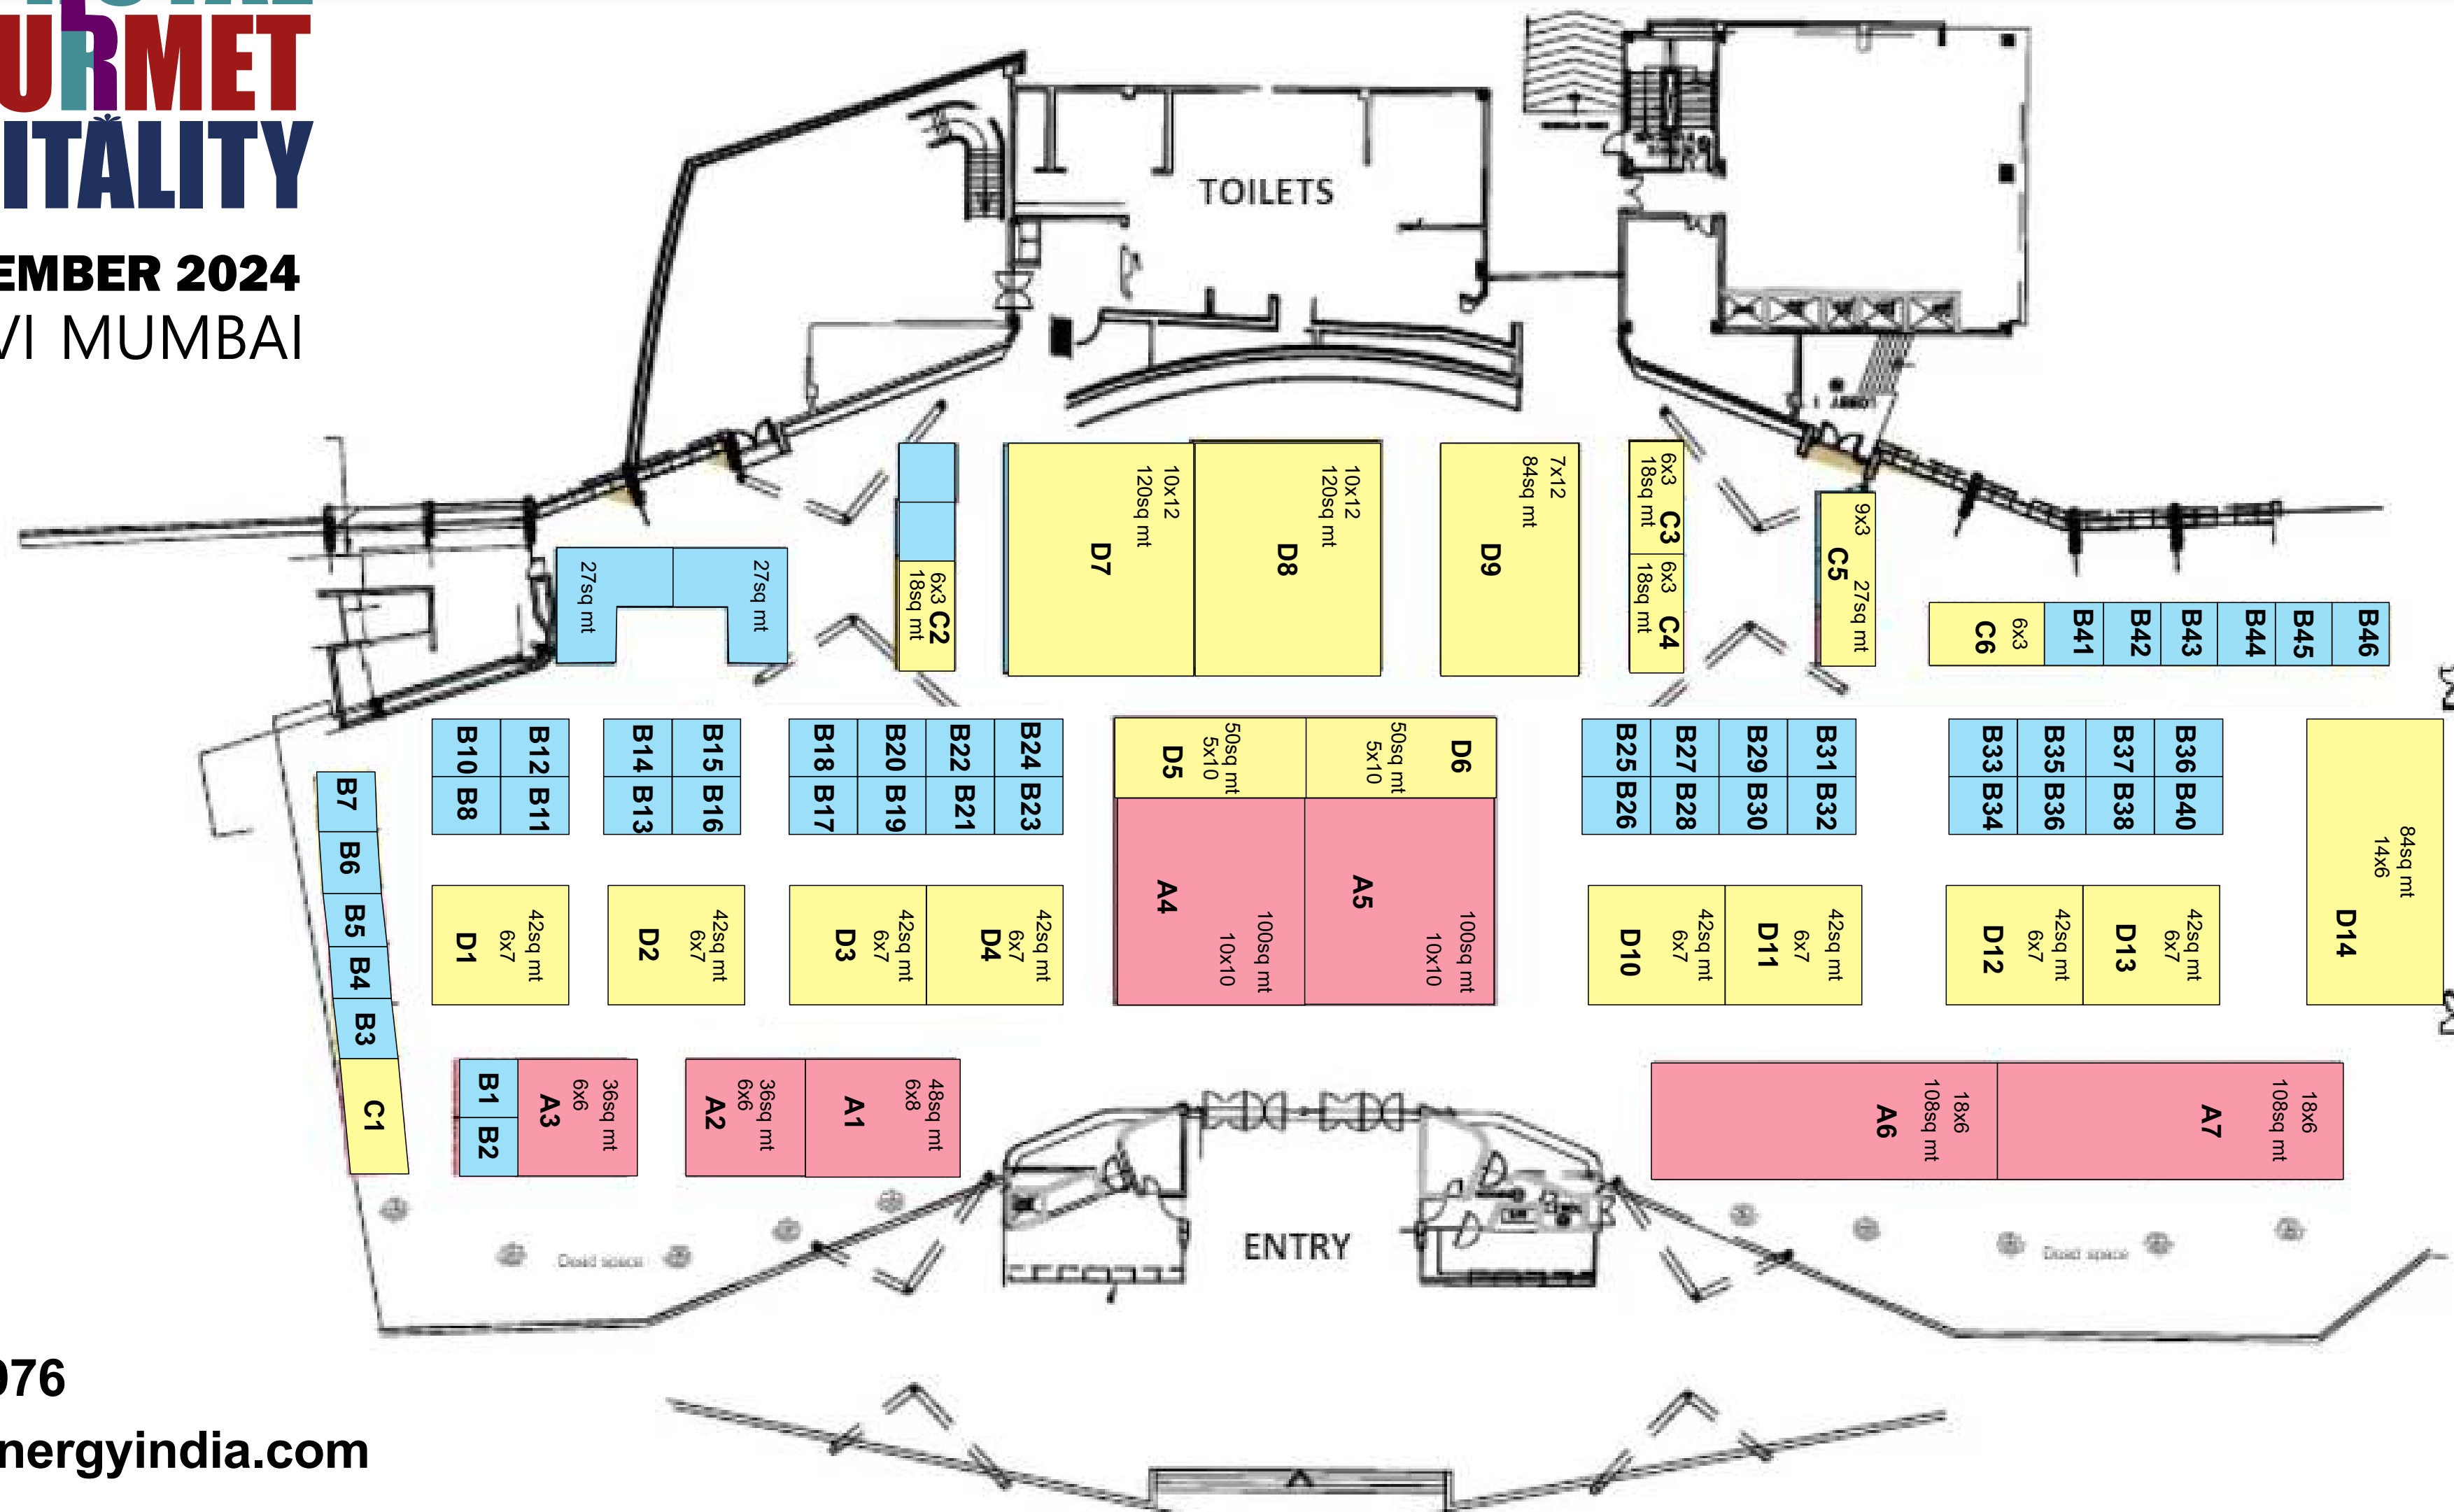 URMET
ITALITY
EMBER 2024
VI MUMBAI
TOILETS
27sq mt
27sq mt
6x3
18sq mt
C2
10x12
120sq mt
D7
10x12
120sq mt
D8
7x12
84sq mt
D9
6x3
18sq mt
C3
6x3
18sq mt
C4
9x3
27sq mt
C5
C6
6x3
B41
B42
B43
B44
B45
B46
B10
B12
B14
B15
B18
B20
B22
B24
50sq mt
5x10
D5
50sq mt
5x10
D6
B25
B27
B29
B31
B33
B35
B37
B36
B8
B11
B13
B16
B17
B19
B21
B23
B26
B28
B30
B32
B34
B36
B38
B40
B7
B6
B5
B4
B3
C1
84sq mt
14x6
D14
42sq mt
6x7
D1
42sq mt
6x7
D2
42sq mt
6x7
D3
42sq mt
6x7
D4
A4
100sq mt
10x10
A5
100sq mt
10x10
42sq mt
6x7
D10
42sq mt
6x7
D11
42sq mt
6x7
D12
42sq mt
6x7
D13
B1
B2
36sq mt
6x6
A3
36sq mt
6x6
A2
48sq mt
6x8
A1
18x6
108sq mt
A6
18x6
108sq mt
A7
ENTRY
Dead space
Dead space
076
nergyindia.com